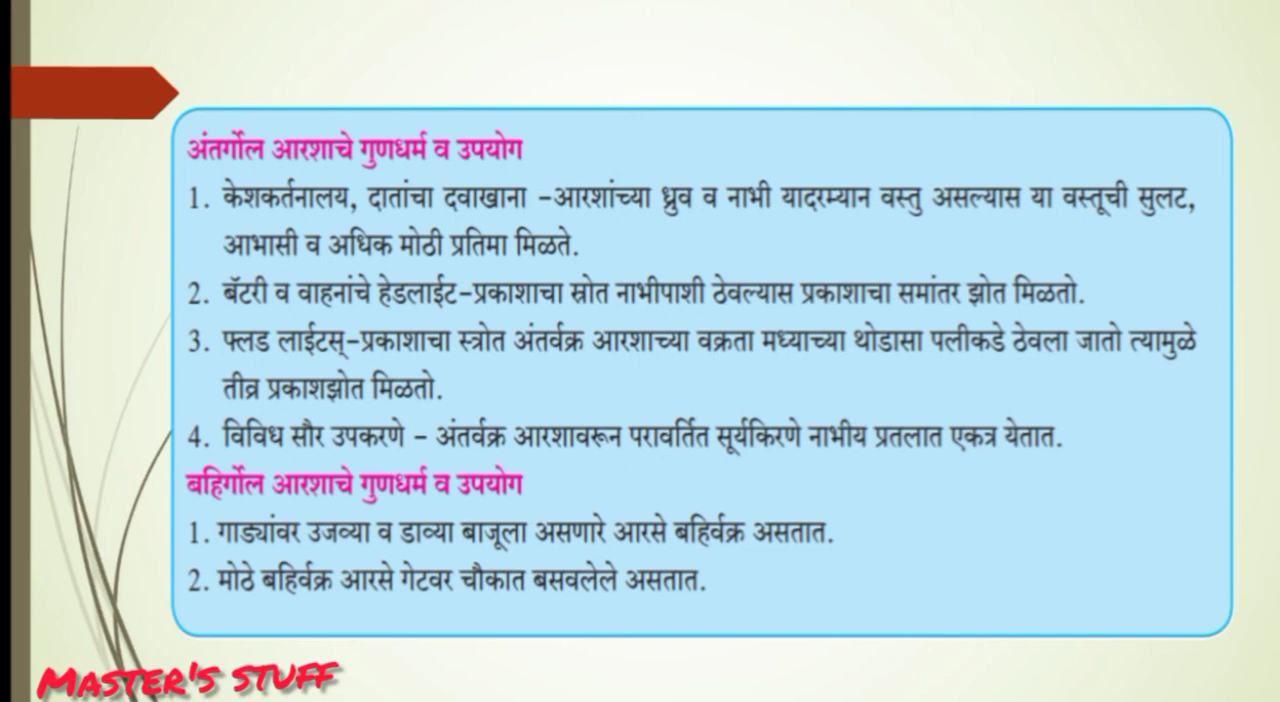 अंतर्गोल आरशाचे गुणधर्म व उपयोग
1. केशकर्तनालय, दातांचा दवाखाना -आरशांच्या ध्रुव व नाभी यादरम्यान वस्तु असल्यास या वस्तूची सुलट,
आभासी व अधिक मोठी प्रतिमा मिळते.
2. बॅटरी व वाहनांचे हेडलाईट-प्रकाशाचा स्रोत नाभीपाशी ठेवल्यास प्रकाशाचा समांतर झोत मिळतो.
3. फ्लड लाईटस्-प्रकाशाचा स्त्रोत अंतर्वक्र आरशाच्या वक्रता मध्याच्या थोडासा पलीकडे ठेवला जातो त्यामुळे
तीव्र प्रकाशझोत मिळतो.
4. विविध सौर उपकरणे - अंतर्वक्र आरशावरून परावर्तित सूर्यकिरणे नाभीय प्रतलात एकत्र येतात.
बहिर्गोल आरशाचे गुणधर्म व उपयोग
1. गाड्यांवर उजव्या व डाव्या बाजूला असणारे आरसे बहिर्वक्र असतात.
2. मोठे बहिर्वक्र आरसे गेटवर चौकात बसवलेले असतात.
MASTER'S STUFF